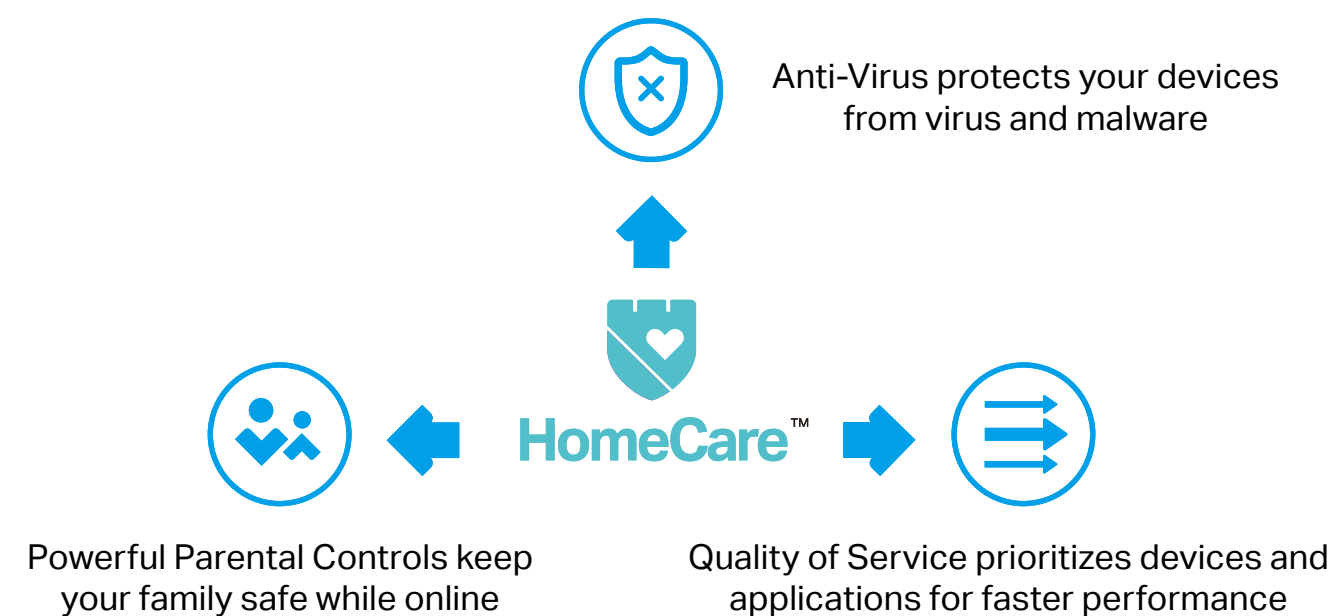 Anti-Virus protects your devices
from virus and malware
HomeCare™
Powerful Parental Controls keep
your family safe while online
Quality of Service prioritizes devices and
applications for faster performance